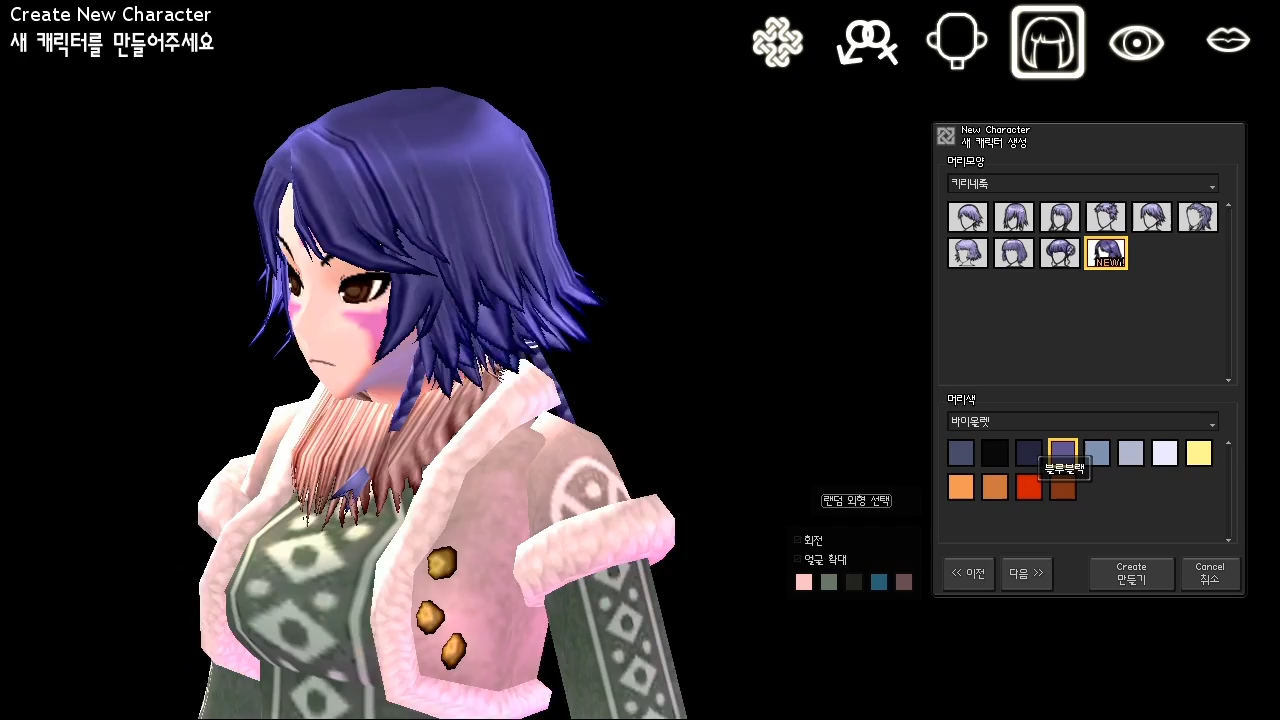 Create New Character
새 캐릭터를 만들어주세요
New Character
새 캐릭터 생성
머리모양
키리네촉
NEW!
머리색
바이올렛
블루블랙
랜덤 외형 선택
회전
얼굴 확대
<< 이전
다음 >>
Create
만들기
Cancel
취소